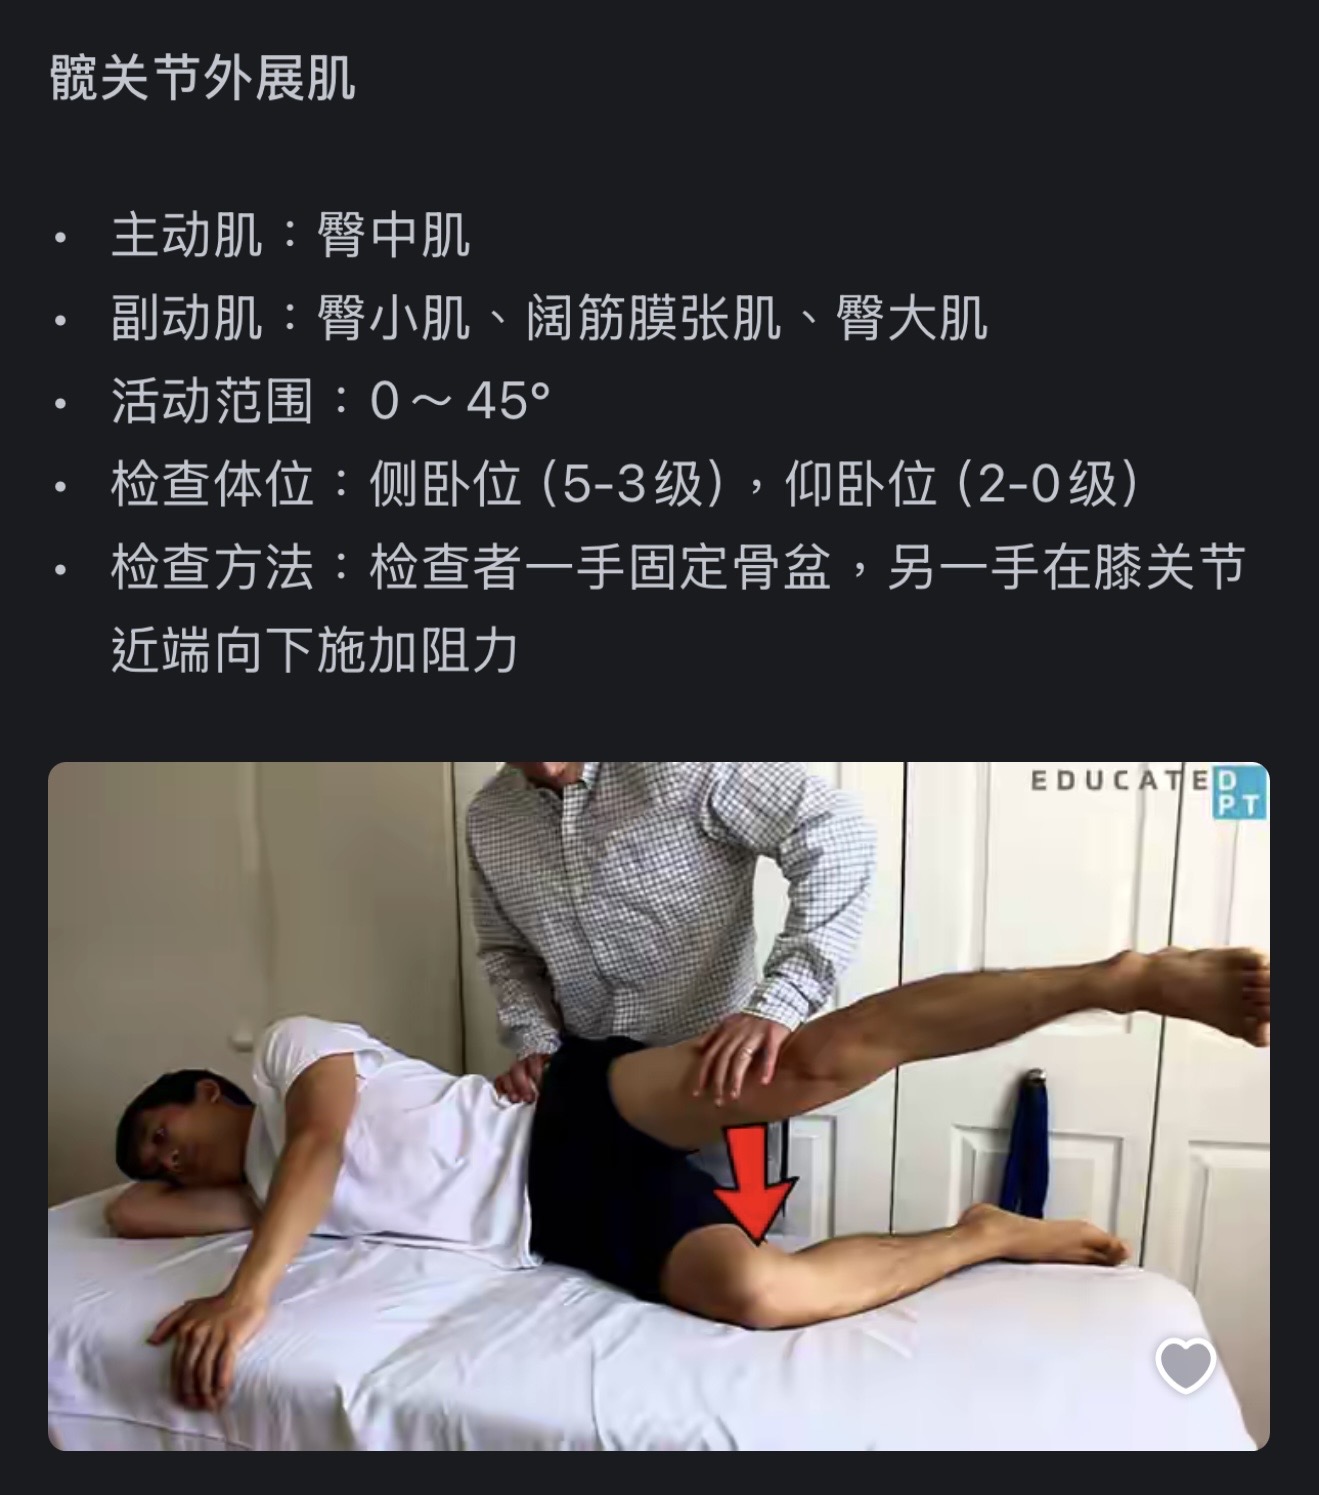 髋关节外展肌
• 主动肌：臀中肌
• 副动肌：臀小肌、阔筋膜张肌、臀大肌
• 活动范围：0～45°
• 检查体位：侧卧位（5-3级），仰卧位（2-0级）
• 检查方法：检查者一手固定骨盆，另一手在膝关节
近端向下施加阻力
EDUCATED
PT